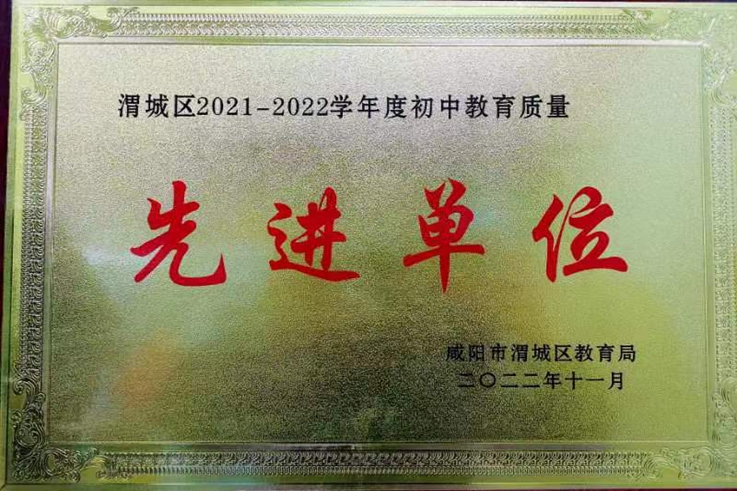 渭城区2021-2022学年度初中教育质量
先进单位
咸阳市渭城区教育局
二〇二二年十一月